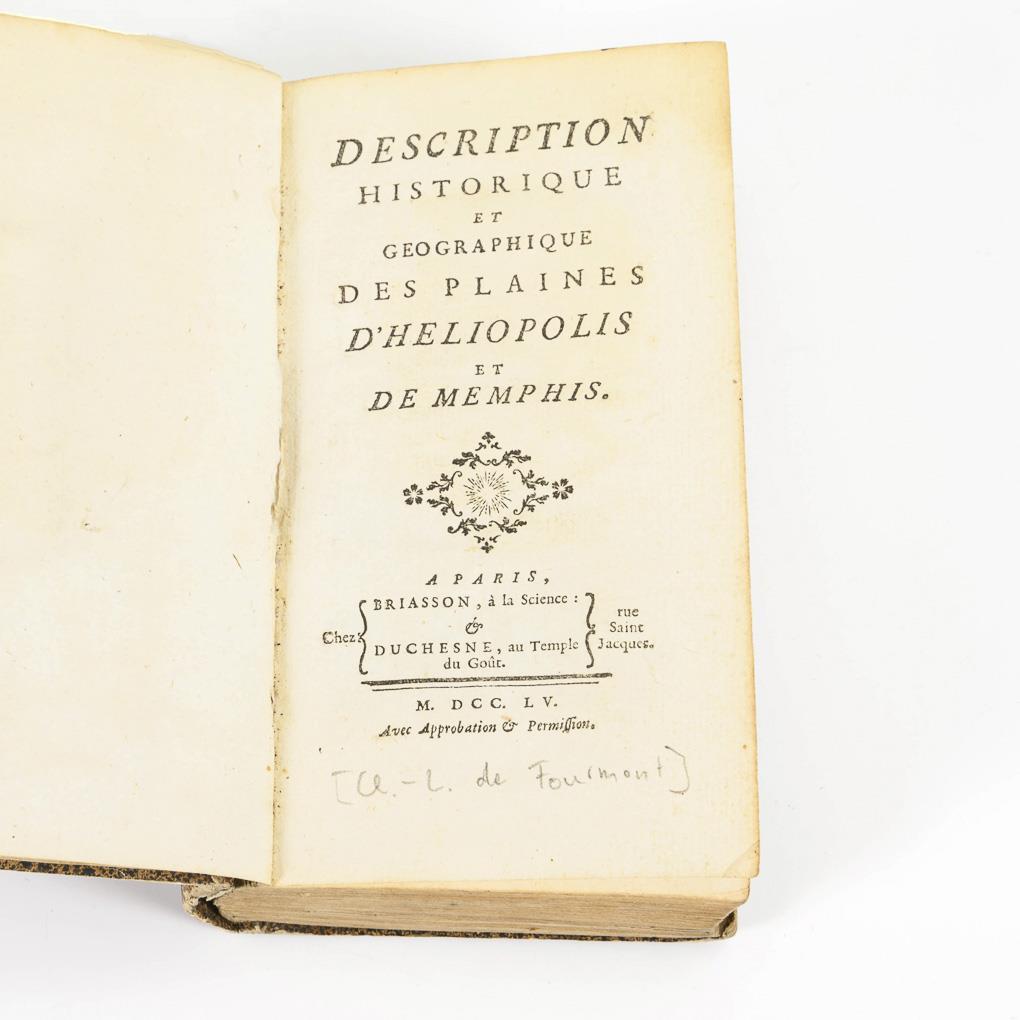 DESCRIPTION
HISTORIQUE
ET
GEOGRAPHIQUE
DES PLAINES
D'HELIOPOLIS
ET
DE MEMPHIS.
A PARIS,
Chez { BRIASSON, à la Science :
&
DUCHESNE, au Temple
du Goût. }
rue
Saint
Jacques.
M. DCC. LV.
Avec Approbation & Permission.
[Cl.-L. de Fourmont]